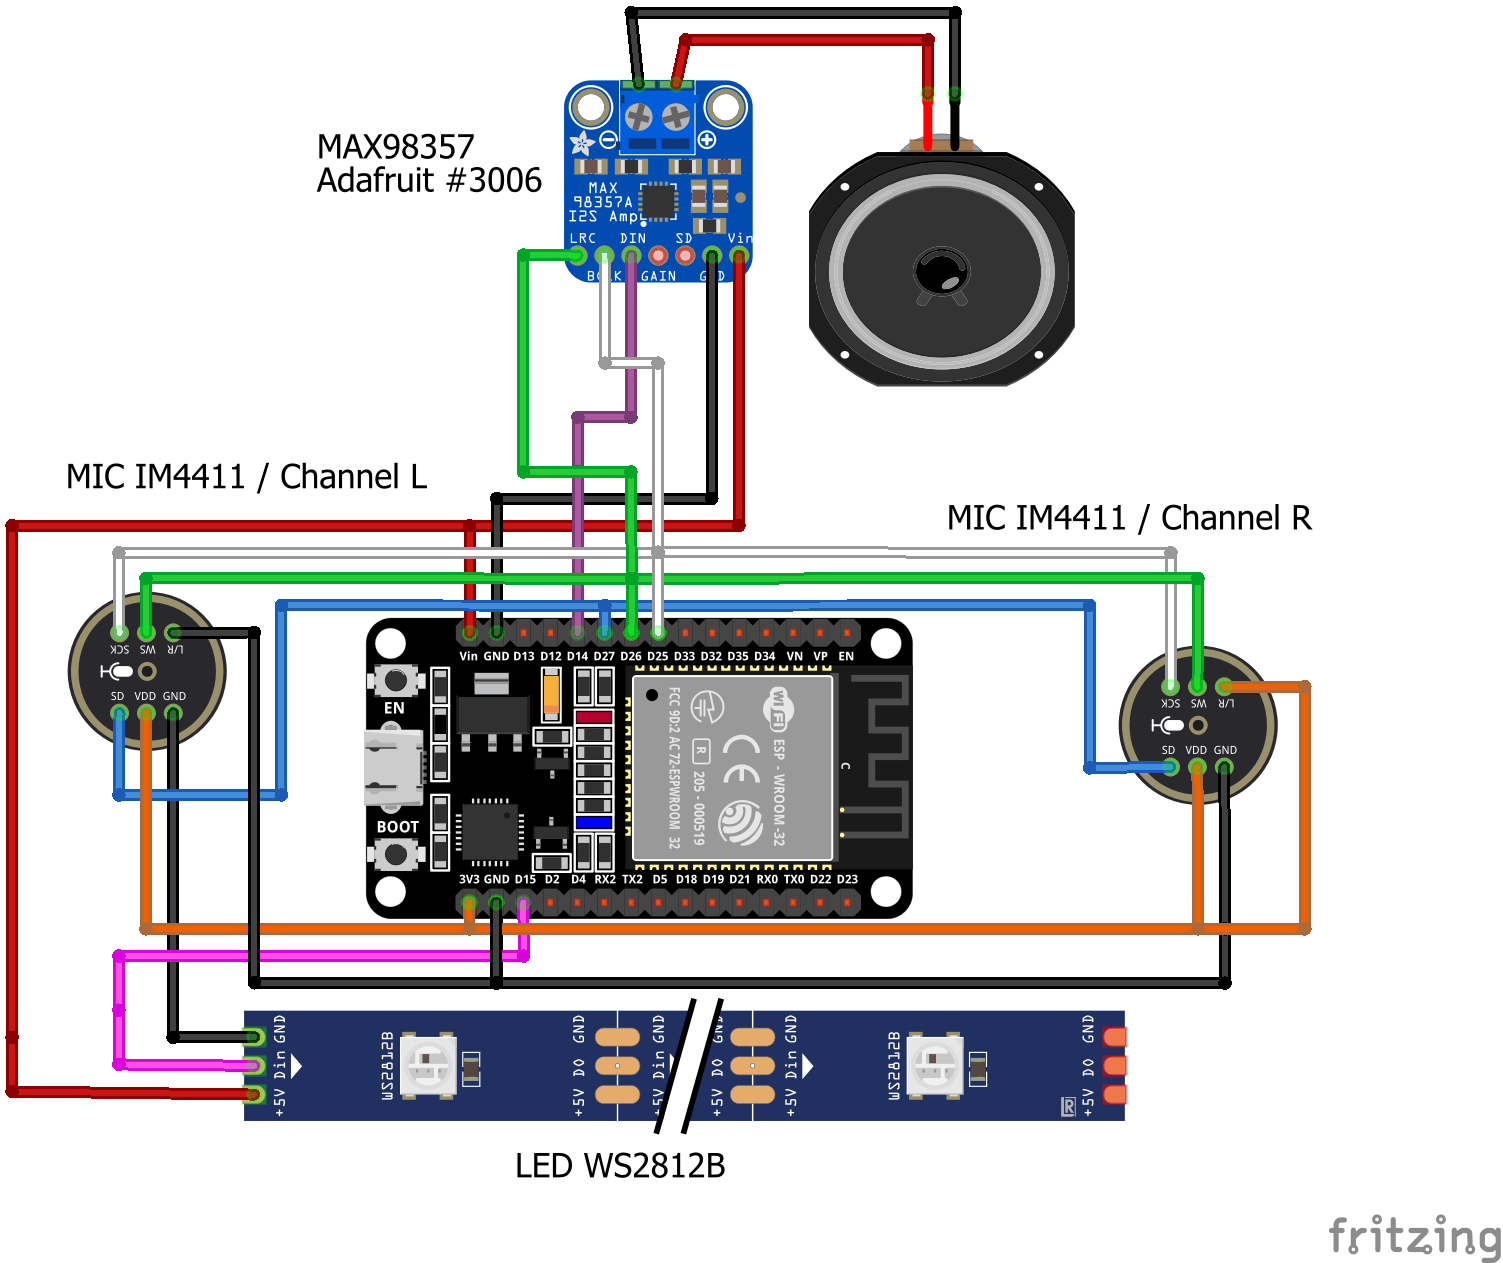 MAX98357
Adafruit #3006
MAX
98357A
I2S Amp
LRC DIN SD Vin
BCLK GAIN GND
MIC IM4411 / Channel L
MIC IM4411 / Channel R
SCK WS L/R
SD VDD GND
SCK WS L/R
SD VDD GND
Vin GND D13 D12 D14 D27 D26 D25 D33 D32 D35 D34 VN VP EN
EN
BOOT
FCC 9D:2 AC 72-ESPWROOM 32
R 205 - 000519
CE
WiFi
ESP - WROOM -32
C
3V3 GND D15 D2 D4 RX2 TX2 D5 D18 D19 D21 RX0 TX0 D22 D23
GND GND GND GND GND GND
Din WS2812B DO Din DO Din WS2812B DO
+5V +5V +5V +5V +5V +5V
R
LED WS2812B
fritzing